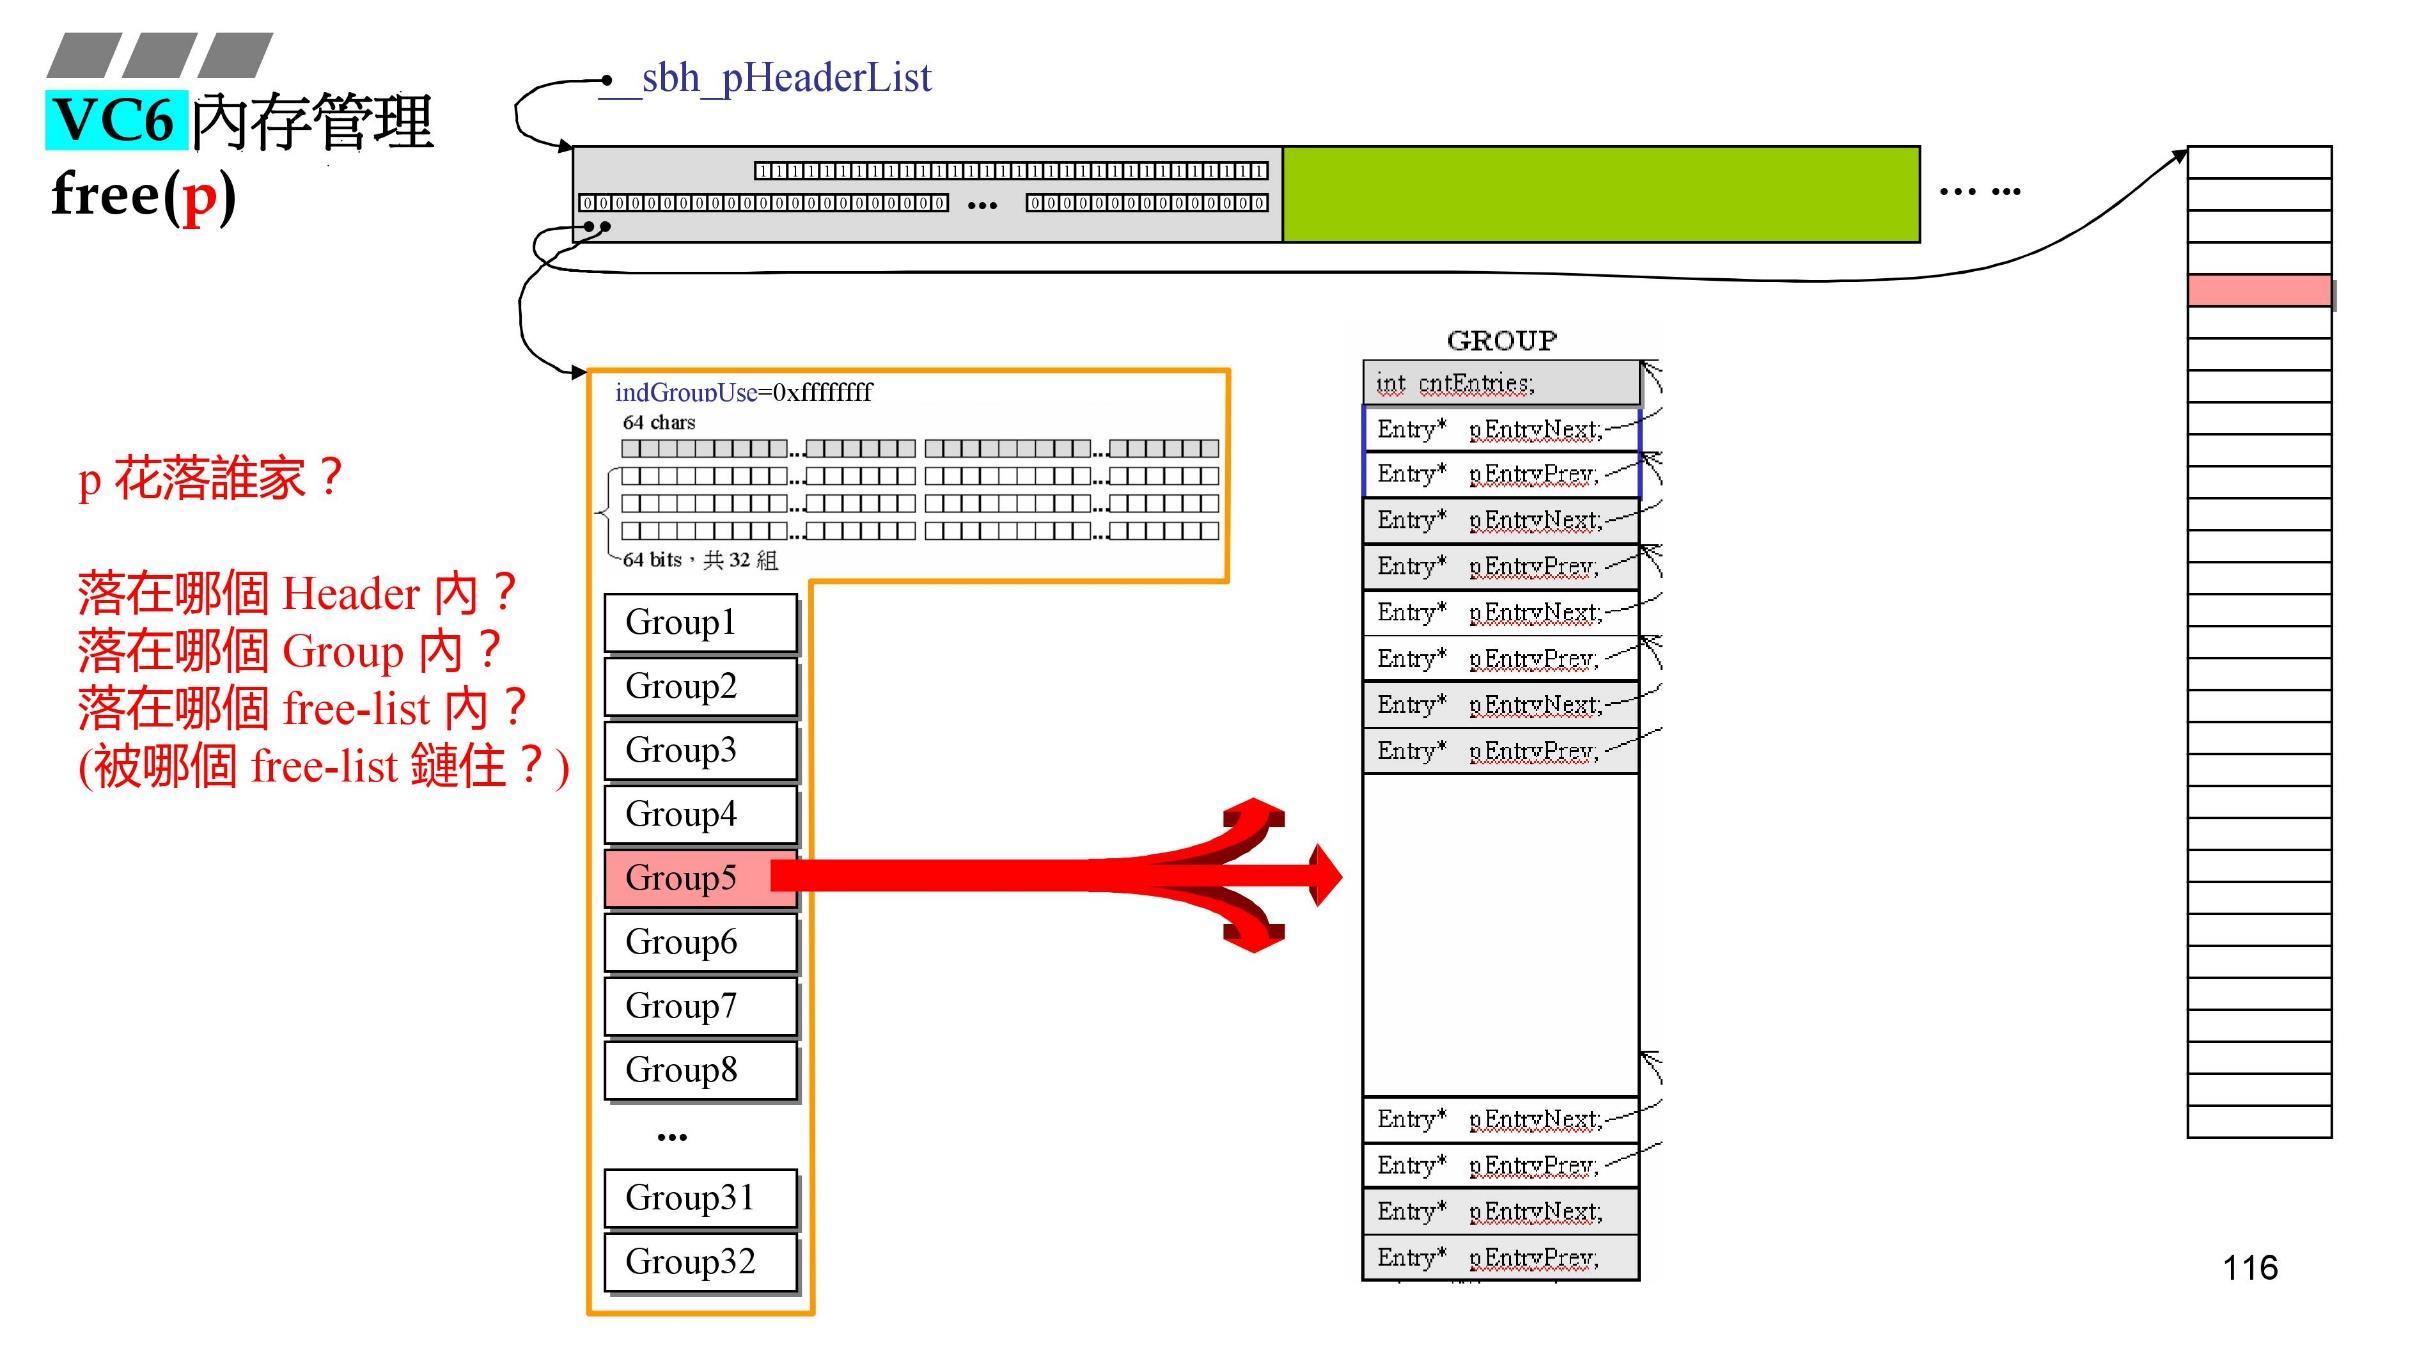 VC6 內存管理
free(p)
__sbh_pHeaderList
11111111111111111111111111111111
00000000000000000000000 ... 000000000000000
... ...
p 花落誰家？
落在哪個 Header 內？
落在哪個 Group 內？
落在哪個 free-list 內？
(被哪個 free-list 鏈住？)
indGroupUse=0xffffffff
64 chars
64 bits，共 32 組
Group1
Group2
Group3
Group4
Group5
Group6
Group7
Group8
...
Group31
Group32
GROUP
int cntEntries;
Entry* pEntryNext;
Entry* pEntryPrev;
Entry* pEntryNext;
Entry* pEntryPrev;
Entry* pEntryNext;
Entry* pEntryPrev;
Entry* pEntryNext;
Entry* pEntryPrev;
Entry* pEntryNext;
Entry* pEntryPrev;
Entry* pEntryNext;
Entry* pEntryPrev;
116